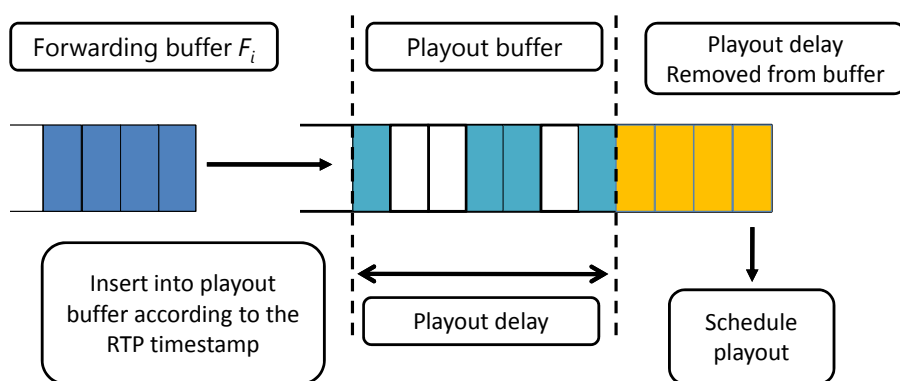 Forwarding buffer F_i
Playout buffer
Playout delay
Removed from buffer
Insert into playout
buffer according to the
RTP timestamp
Playout delay
Schedule
playout